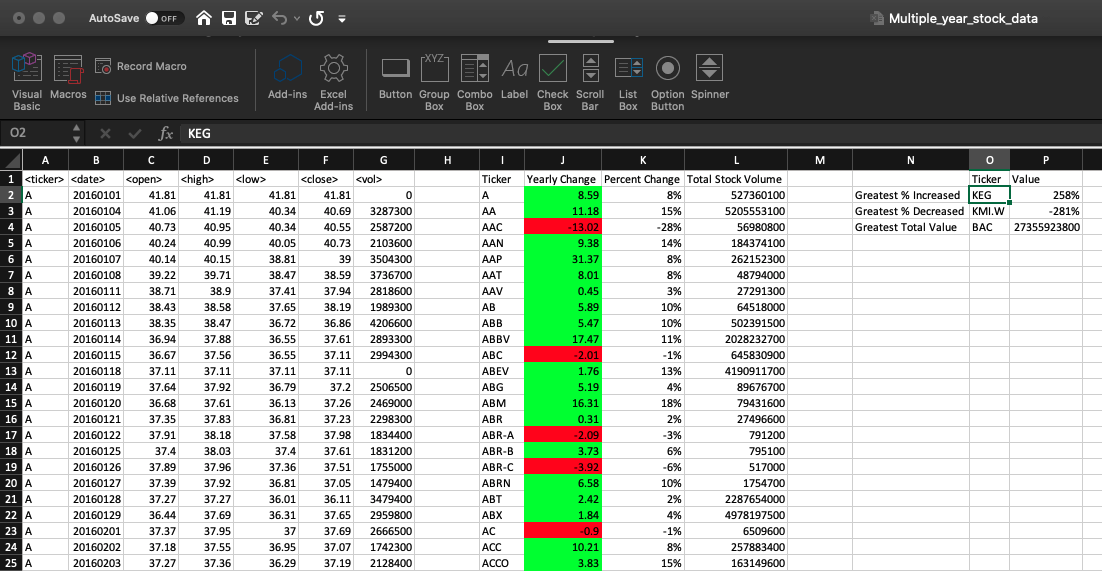 AutoSave OFF Multiple_year_stock_data
Visual Basic Macros Record Macro Use Relative References Add-ins Excel Add-ins Button Group Box Combo Box Label Check Box Scroll Bar List Box Option Button Spinner
XYZ Aa
O2 fx KEG
A B C D E F G H I J K L M N O P
1 <ticker> <date> <open> <high> <low> <close> <vol> Ticker Yearly Change Percent Change Total Stock Volume Ticker Value
2 A 20160101 41.81 41.81 41.81 41.81 0 A 8.59 8% 527360100 Greatest % Increased KEG 258%
3 A 20160104 41.06 41.19 40.34 40.69 3287300 AA 11.18 15% 5205553100 Greatest % Decreased KMI.W -281%
4 A 20160105 40.73 40.95 40.34 40.55 2587200 AAC -13.02 -28% 56980800 Greatest Total Value BAC 27355923800
5 A 20160106 40.24 40.99 40.05 40.73 2103600 AAN 9.38 14% 184374100
6 A 20160107 40.14 40.15 38.81 39 3504300 AAP 31.37 8% 262152300
7 A 20160108 39.22 39.71 38.47 38.59 3736700 AAT 8.01 8% 48794000
8 A 20160111 38.71 38.9 37.41 37.94 2818600 AAV 0.45 3% 27291300
9 A 20160112 38.43 38.58 37.65 38.19 1989300 AB 5.89 10% 64518000
10 A 20160113 38.35 38.47 36.72 36.86 4206600 ABB 5.47 10% 502391500
11 A 20160114 36.94 37.88 36.55 37.61 2893300 ABBV 17.47 11% 2028232700
12 A 20160115 36.67 37.56 36.55 37.11 2994300 ABC -2.01 -1% 645830900
13 A 20160118 37.11 37.11 37.11 37.11 0 ABEV 1.76 13% 4190911700
14 A 20160119 37.64 37.92 36.79 37.2 2506500 ABG 5.19 4% 89676700
15 A 20160120 36.68 37.61 36.13 37.26 2469000 ABM 16.31 18% 79431600
16 A 20160121 37.35 37.83 36.81 37.23 2298300 ABR 0.31 2% 27496600
17 A 20160122 37.91 38.18 37.58 37.98 1834400 ABR-A -2.09 -3% 791200
18 A 20160125 37.4 38.03 37.4 37.61 1831200 ABR-B 3.73 6% 795100
19 A 20160126 37.89 37.96 37.36 37.51 1755000 ABR-C -3.92 -6% 517000
20 A 20160127 37.39 37.92 36.81 37.05 1479400 ABRN 6.58 10% 1754700
21 A 20160128 37.27 37.27 36.01 36.11 3479400 ABT 2.42 2% 2287654000
22 A 20160129 36.44 37.69 36.31 37.65 2959800 ABX 1.84 4% 4978197500
23 A 20160201 37.37 37.95 37 37.69 2666500 AC -0.9 -1% 6509600
24 A 20160202 37.18 37.55 36.95 37.07 1742300 ACC 10.21 8% 257883400
25 A 20160203 37.27 37.36 36.29 37.19 2128400 ACCO 3.83 15% 163149600